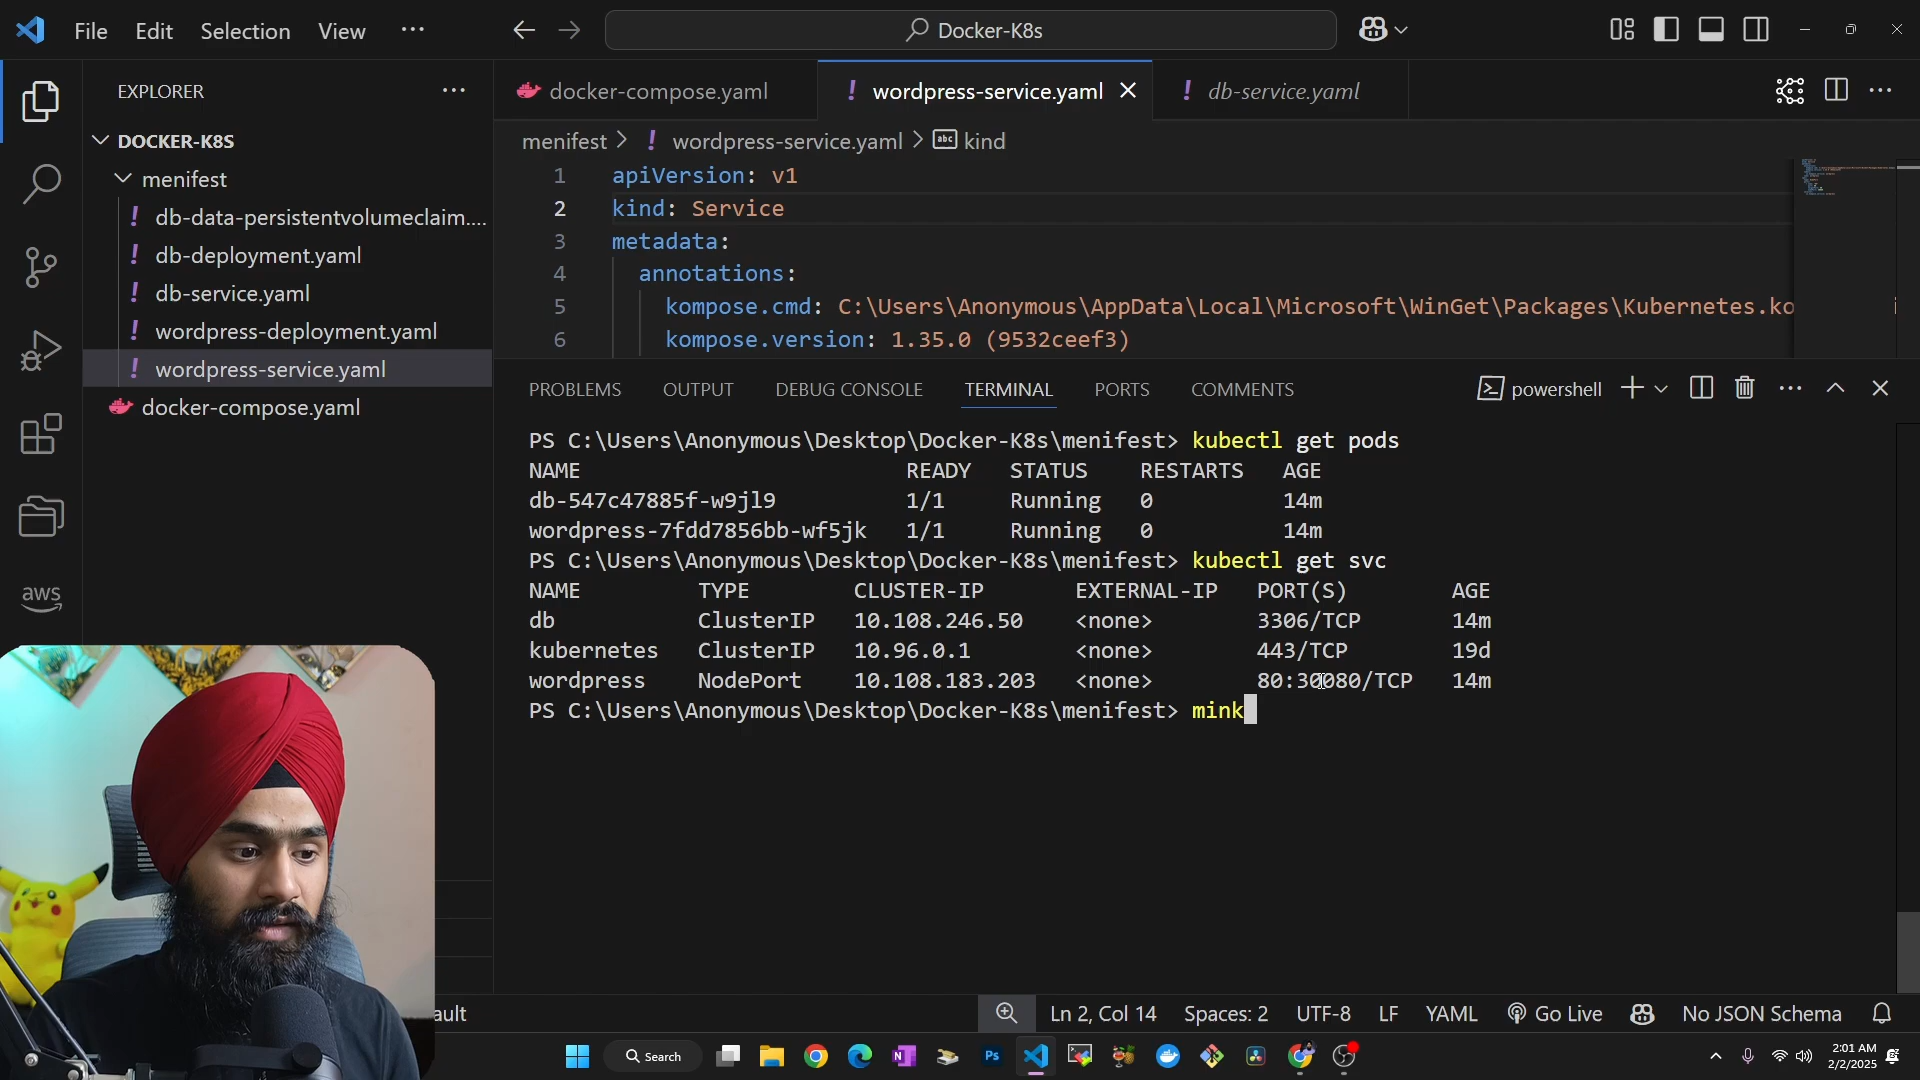 File Edit Selection View ···
Docker-K8s
EXPLORER ···
DOCKER-K8S
menifest
! db-data-persistentvolumeclaim....
! db-deployment.yaml
! db-service.yaml
! wordpress-deployment.yaml
! wordpress-service.yaml
docker-compose.yaml
aws
docker-compose.yaml
! wordpress-service.yaml
! db-service.yaml
menifest > ! wordpress-service.yaml > abc kind
1 apiVersion: v1
2 kind: Service
3 metadata:
4 annotations:
5 kompose.cmd: C:\Users\Anonymous\AppData\Local\Microsoft\WinGet\Packages\Kubernetes.ko
6 kompose.version: 1.35.0 (9532ceef3)
PROBLEMS OUTPUT DEBUG CONSOLE TERMINAL PORTS COMMENTS
powershell
PS C:\Users\Anonymous\Desktop\Docker-K8s\menifest> kubectl get pods
NAME READY STATUS RESTARTS AGE
db-547c47885f-w9jl9 1/1 Running 0 14m
wordpress-7fdd7856bb-wf5jk 1/1 Running 0 14m
PS C:\Users\Anonymous\Desktop\Docker-K8s\menifest> kubectl get svc
NAME TYPE CLUSTER-IP EXTERNAL-IP PORT(S) AGE
db ClusterIP 10.108.246.50 <none> 3306/TCP 14m
kubernetes ClusterIP 10.96.0.1 <none> 443/TCP 19d
wordpress NodePort 10.108.183.203 <none> 80:30080/TCP 14m
PS C:\Users\Anonymous\Desktop\Docker-K8s\menifest> mink
ault
Ln 2, Col 14 Spaces: 2 UTF-8 LF YAML Go Live No JSON Schema
Search
Ps
2:01 AM
2/2/2025